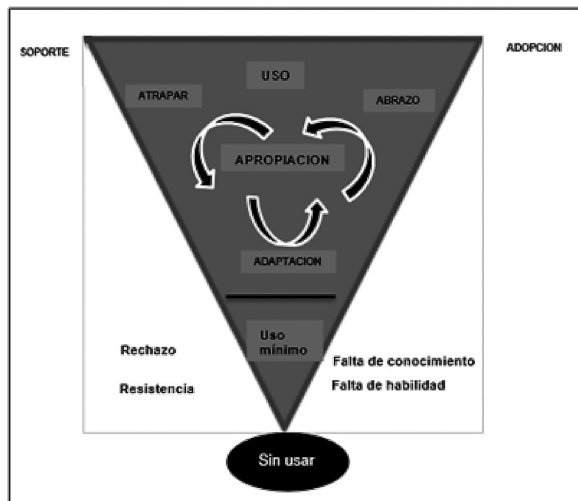 SOPORTE
ADOPCION
USO
ATRAPAR
ABRAZO
APROPIACION
ADAPTACION
Uso
mínimo
Rechazo
Falta de conocimiento
Resistencia
Falta de habilidad
Sin usar